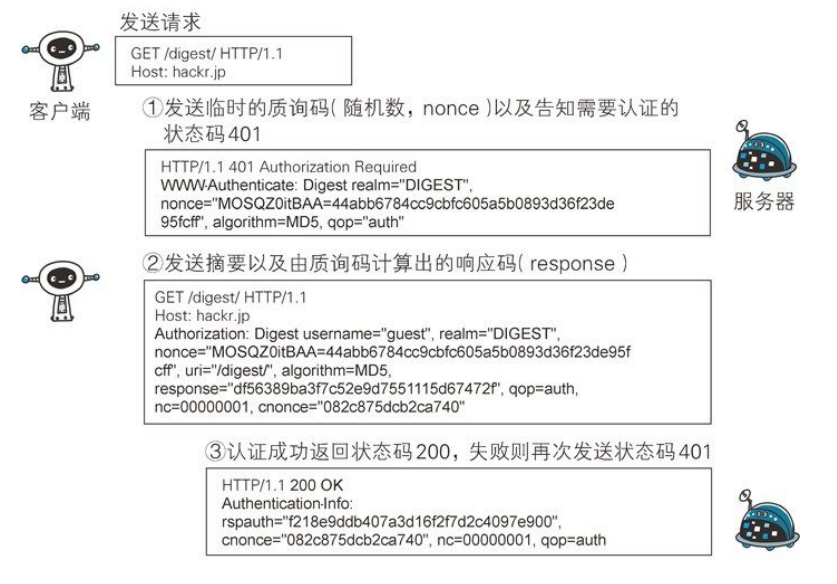 发送请求
GET /digest/ HTTP/1.1
Host: hackr.jp
客户端
①发送临时的质询码(随机数，nonce)以及告知需要认证的
状态码401
HTTP/1.1 401 Authorization Required
WWW-Authenticate: Digest realm="DIGEST",
nonce="MOSQZ0itBAA=44abb6784cc9cbfc605a5b0893d36f23de
95fcff", algorithm=MD5, qop="auth"
服务器
②发送摘要以及由质询码计算出的响应码(response)
GET /digest/ HTTP/1.1
Host: hackr.jp
Authorization: Digest username="guest", realm="DIGEST",
nonce="MOSQZ0itBAA=44abb6784cc9cbfc605a5b0893d36f23de95f
cff", uri="/digest/", algorithm=MD5,
response="df56389ba3f7c52e9d7551115d67472f", qop=auth,
nc=00000001, cnonce="082c875dcb2ca740"
③认证成功返回状态码200，失败则再次发送状态码401
HTTP/1.1 200 OK
Authentication-Info:
rspauth="f218e9ddb407a3d16f2f7d2c4097e900",
cnonce="082c875dcb2ca740", nc=00000001, qop=auth